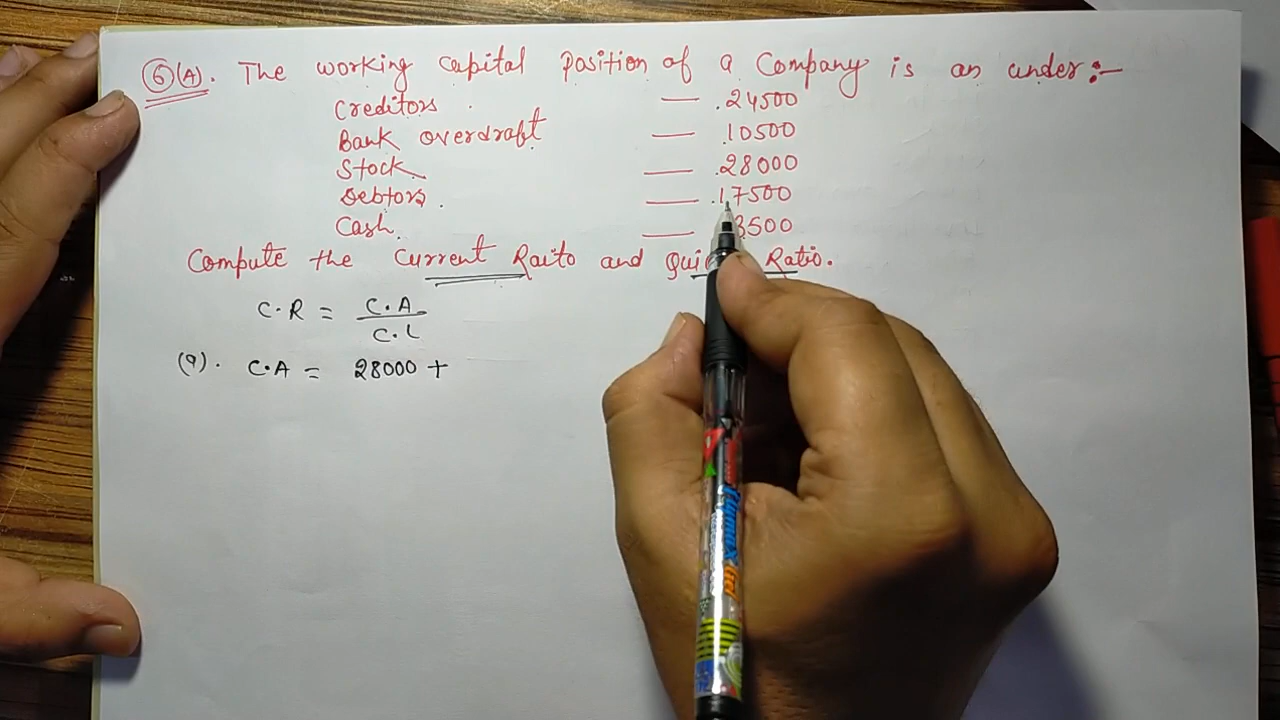 6(A). The working capital position of a Company is as under:-
Creditors — 24500
Bank overdraft — 10500
Stock — 28000
Debtors — 17500
Cash — 3500
Compute the Current Raito and Ratio.
C.R = C.A. / C.L
(9). C.A = 28000 +